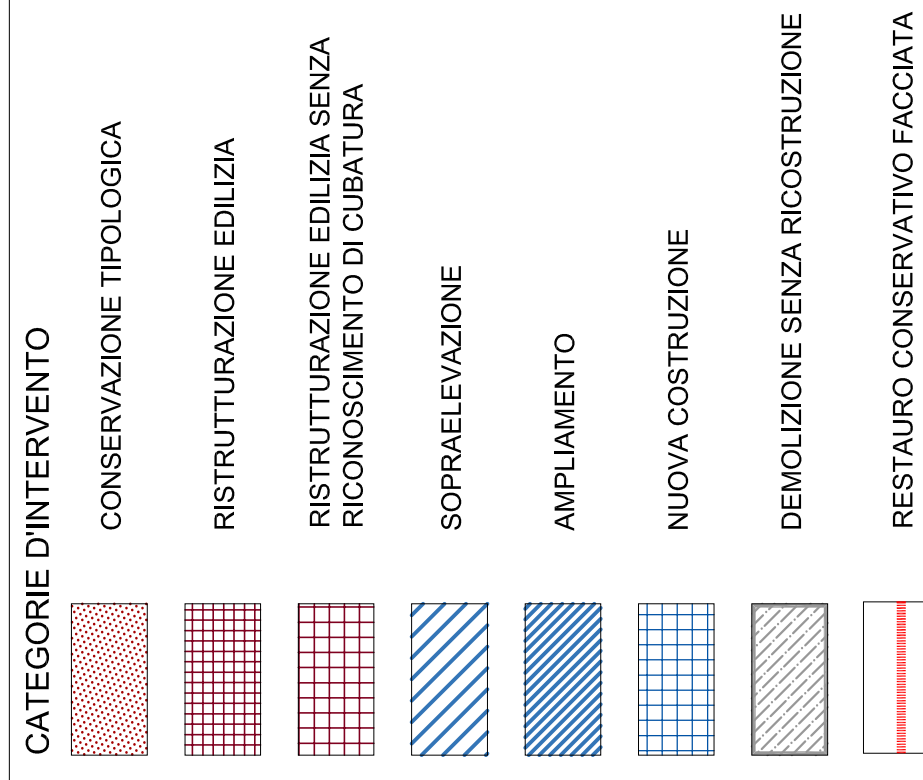 CATEGORIE D'INTERVENTO
CONSERVAZIONE TIPOLOGICA
RISTRUTTURAZIONE EDILIZIA
RISTRUTTURAZIONE EDILIZIA SENZA
RICONOSCIMENTO DI CUBATURA
SOPRAELEVAZIONE
AMPLIAMENTO
NUOVA COSTRUZIONE
DEMOLIZIONE SENZA RICOSTRUZIONE
RESTAURO CONSERVATIVO FACCIATA